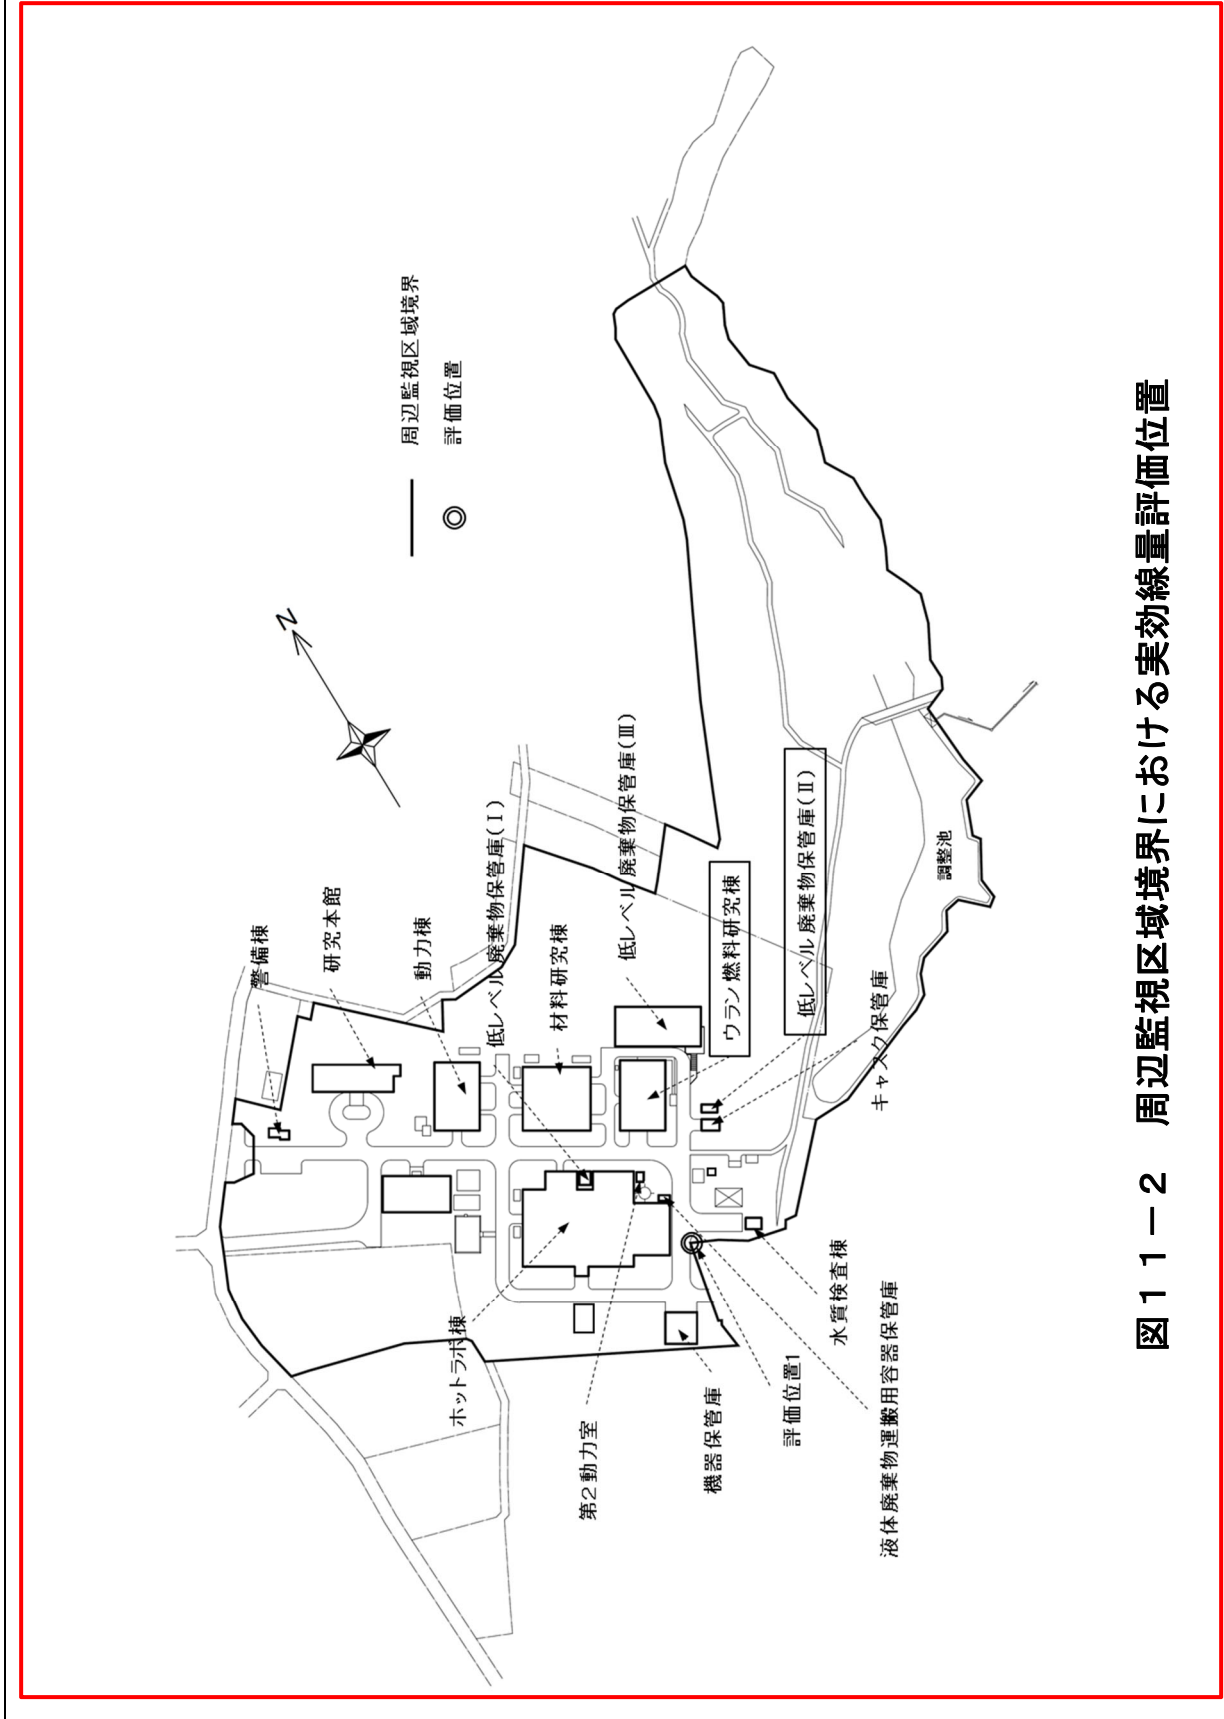 周辺監視区域境界
評価位置
N
警備棟
研究本館
動力棟
低レベル廃棄物保管庫(Ⅰ)
材料研究棟
低レベル廃棄物保管庫(Ⅲ)
ウラン燃料研究棟
低レベル廃棄物保管庫(Ⅱ)
キャスク保管庫
調整池
ホットラボ棟
第2動力室
機器保管庫
評価位置1
水質検査棟
液体廃棄物運搬用容器保管庫
図11-2 周辺監視区域境界における実効線量評価位置